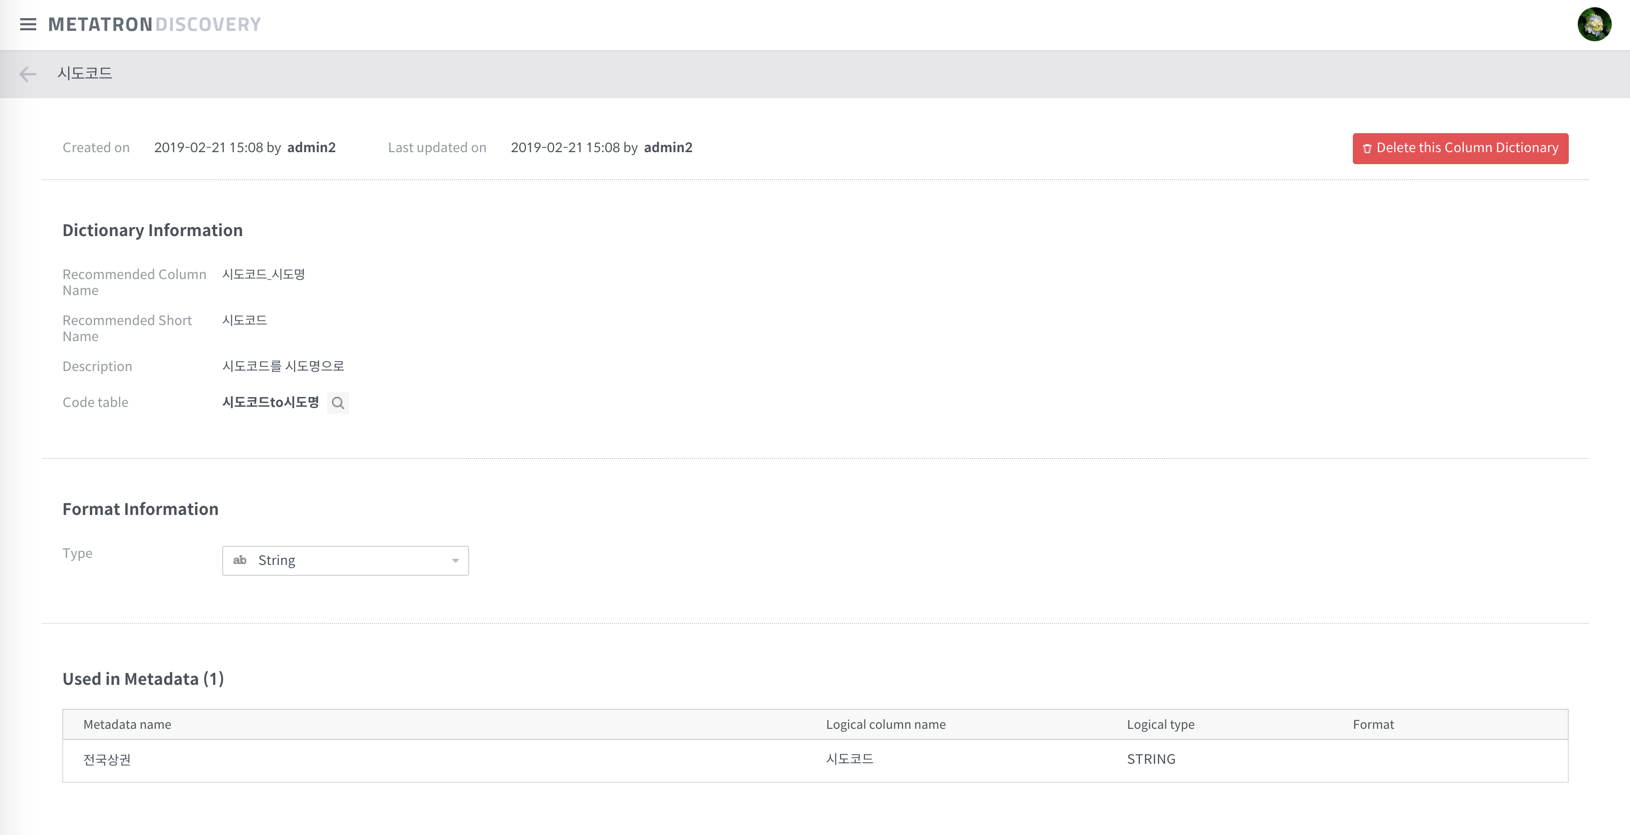 METATRONDISCOVERY
시도코드
Created on 2019-02-21 15:08 by admin2 Last updated on 2019-02-21 15:08 by admin2 Delete this Column Dictionary
Dictionary Information
Recommended Column 시도코드_시도명
Name
Recommended Short 시도코드
Name
Description 시도코드를 시도명으로
Code table 시도코드to시도명
Format Information
Type ab String
Used in Metadata (1)
Metadata name Logical column name Logical type Format
전국상권 시도코드 STRING